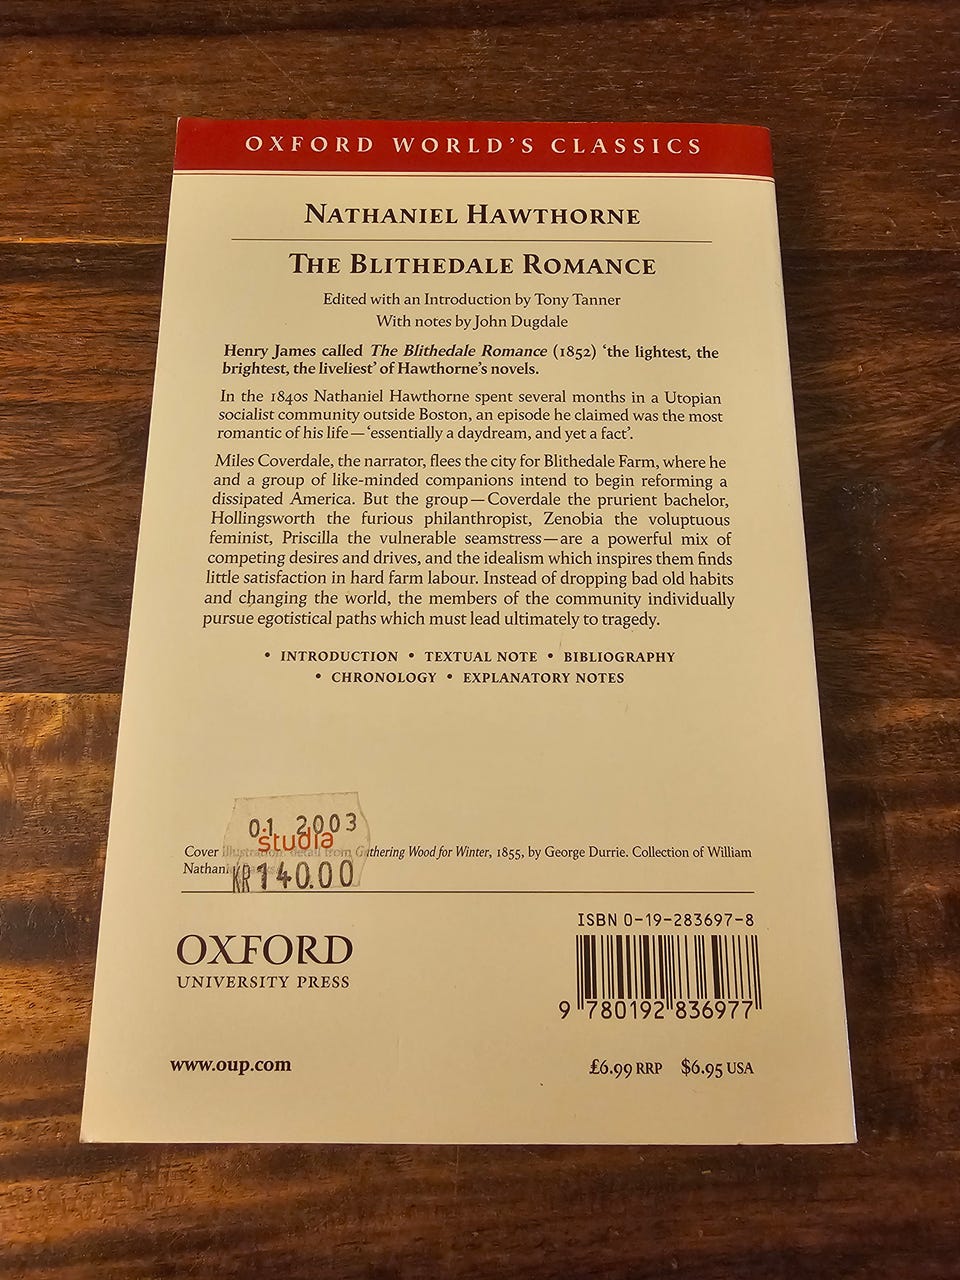 OXFORD WORLD'S CLASSICS
NATHANIEL HAWTHORNE
THE BLITHEDALE ROMANCE
Edited with an Introduction by Tony Tanner
With notes by John Dugdale
Henry James called The Blithedale Romance (1852) ‘the lightest, the
brightest, the liveliest’ of Hawthorne's novels.
In the 1840s Nathaniel Hawthorne spent several months in a Utopian
socialist community outside Boston, an episode he claimed was the most
romantic of his life—‘essentially a daydream, and yet a fact’.
Miles Coverdale, the narrator, flees the city for Blithedale Farm, where he
and a group of like-minded companions intend to begin reforming a
dissipated America. But the group—Coverdale the prurient bachelor,
Hollingsworth the furious philanthropist, Zenobia the voluptuous
feminist, Priscilla the vulnerable seamstress—are a powerful mix of
competing desires and drives, and the idealism which inspires them finds
little satisfaction in hard farm labour. Instead of dropping bad old habits
and changing the world, the members of the community individually
pursue egotistical paths which must lead ultimately to tragedy.
• INTRODUCTION • TEXTUAL NOTE • BIBLIOGRAPHY
• CHRONOLOGY • EXPLANATORY NOTES
01 2003
studia
Cover illustration: detail from Gathering Wood for Winter, 1855, by George Durrie. Collection of William
KR 140.00
ISBN 0-19-283697-8
OXFORD
UNIVERSITY PRESS
9 780192 836977
www.oup.com
£6.99 RRP $6.95 USA